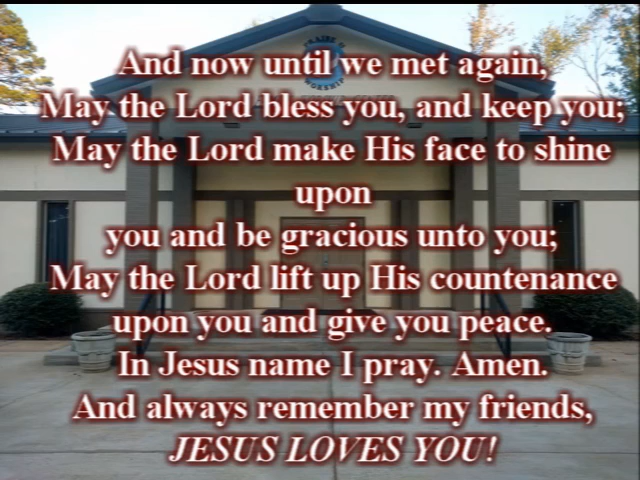 PRAISE &
WORSHIP
And now until we met again,
May the Lord bless you, and keep you;
May the Lord make His face to shine
upon
you and be gracious unto you;
May the Lord lift up His countenance
upon you and give you peace.
In Jesus name I pray. Amen.
And always remember my friends,
JESUS LOVES YOU!